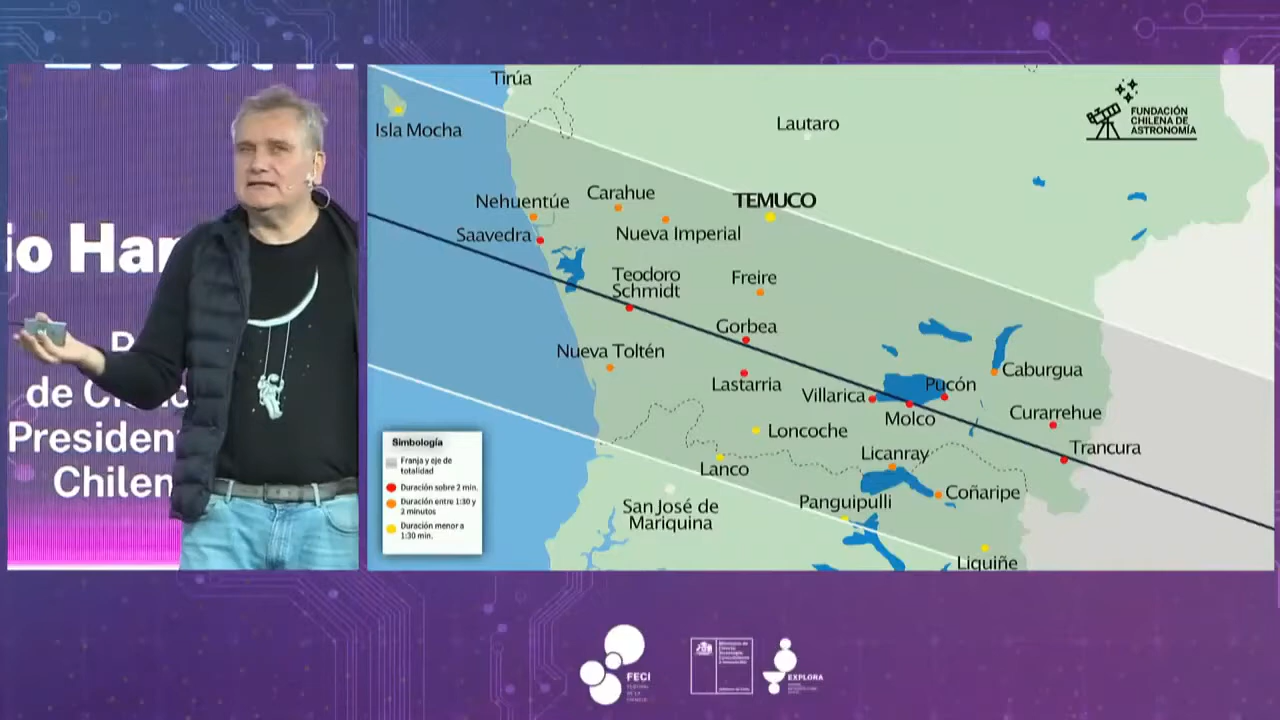 io Har
de Cienc
Presiden
Chilen
Tirúa
Isla Mocha
Lautaro
FUNDACIÓN
CHILENA DE
ASTRONOMÍA
Nehuentúe
Carahue
TEMUCO
Saavedra
Nueva Imperial
Teodoro
Schmidt
Freire
Gorbea
Nueva Toltén
Lastarria
Villarica
Pucón
Caburgua
Molco
Curarrehue
Trancura
Loncoche
Lanco
Licanray
Coñaripe
San José de
Mariquina
Panguipulli
Liquiñe
Simbología
Franja y eje de
totalidad
Duración sobre 2 min.
Duración entre 1:30 y
2 minutos
Duración menor a
1:30 min.
FECI
EXPLORA